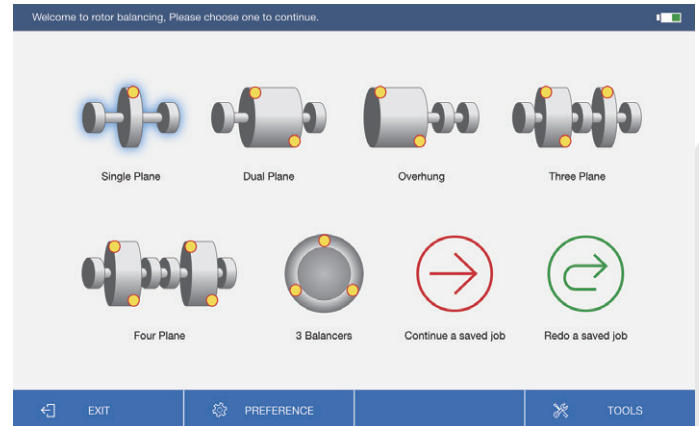 Welcome to rotor balancing, Please choose one to continue.
Single Plane
Dual Plane
Overhung
Three Plane
Four Plane
3 Balancers
Continue a saved job
Redo a saved job
EXIT
PREFERENCE
TOOLS